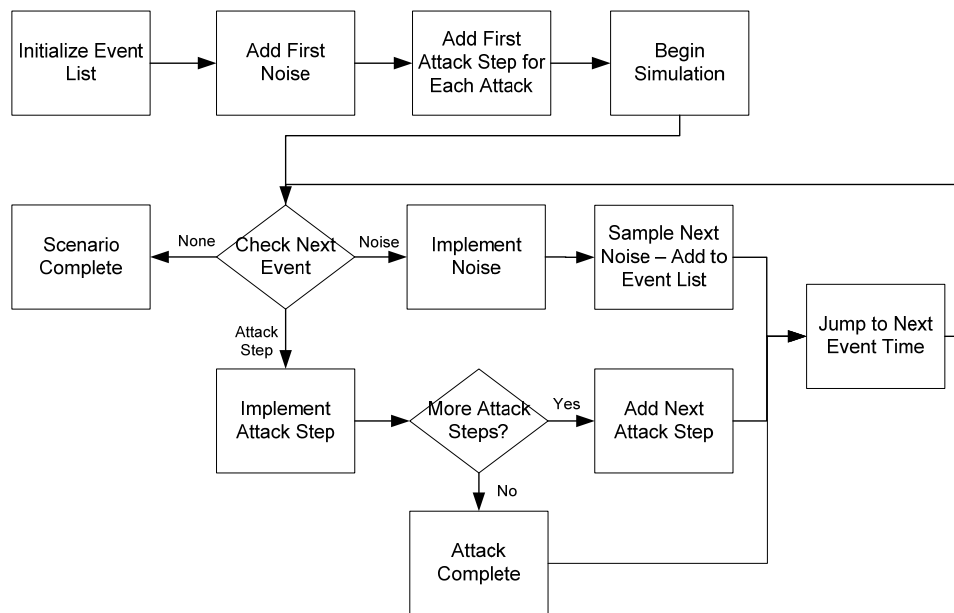 Initialize Event
List
Add First
Noise
Add First
Attack Step for
Each Attack
Begin
Simulation
Scenario
Complete
None
Check Next
Event
Noise
Implement
Noise
Sample Next
Noise – Add to
Event List
Jump to Next
Event Time
Attack
Step
Implement
Attack Step
More Attack
Steps?
Yes
Add Next
Attack Step
No
Attack
Complete